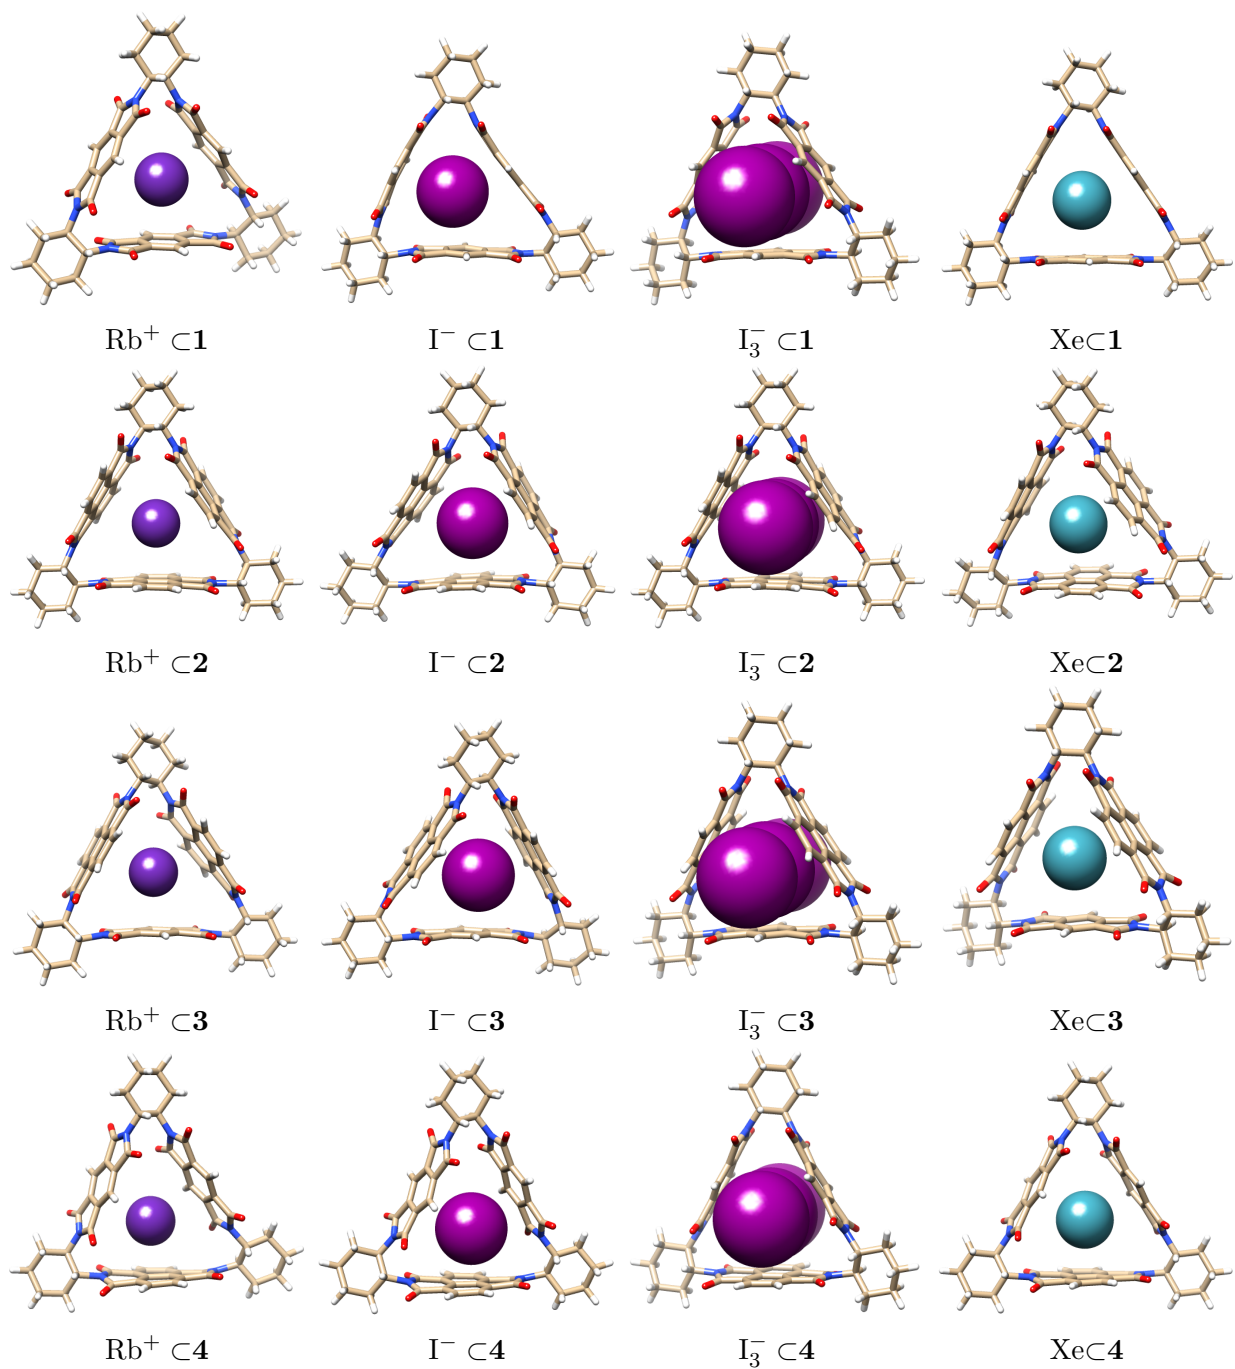 Rb⁺ ⊂1 I⁻ ⊂1 I₃⁻ ⊂1 Xe⊂1
Rb⁺ ⊂2 I⁻ ⊂2 I₃⁻ ⊂2 Xe⊂2
Rb⁺ ⊂3 I⁻ ⊂3 I₃⁻ ⊂3 Xe⊂3
Rb⁺ ⊂4 I⁻ ⊂4 I₃⁻ ⊂4 Xe⊂4